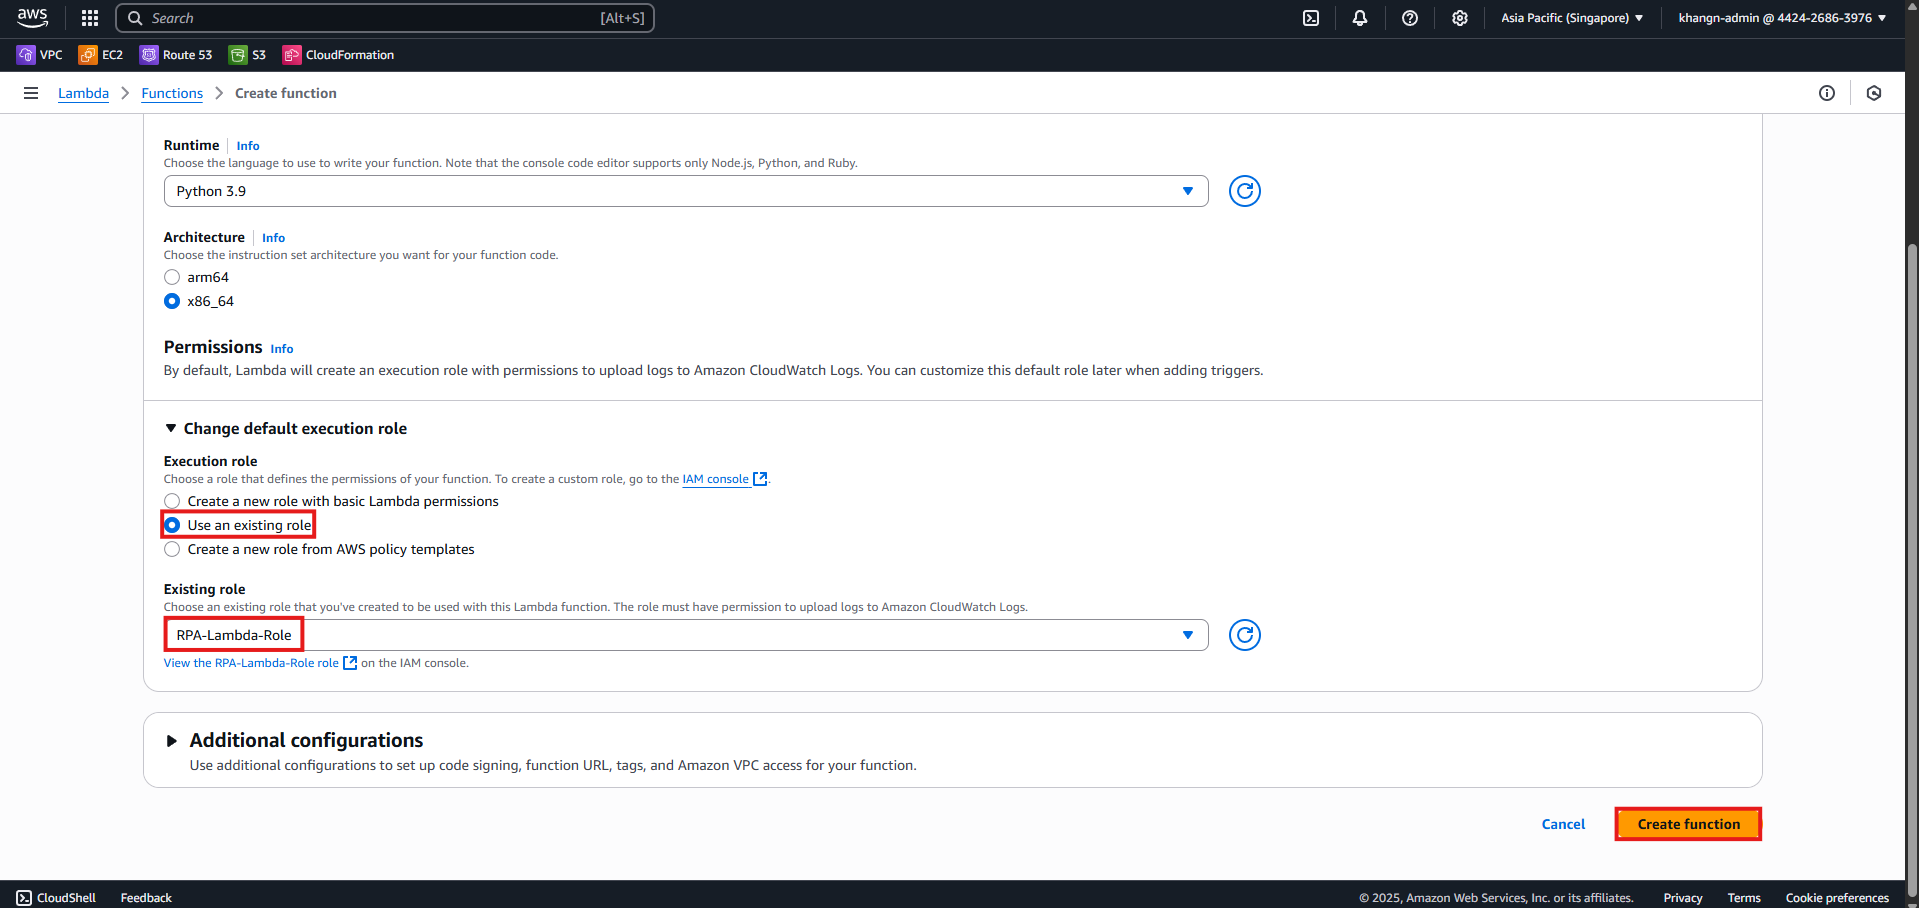 aws
Search [Alt+S]
Asia Pacific (Singapore)
khangn-admin @ 4424-2686-3976
VPC
EC2
Route 53
S3
CloudFormation
Lambda
Functions
Create function
Runtime
Info
Choose the language to use to write your function. Note that the console code editor supports only Node.js, Python, and Ruby.
Python 3.9
Architecture
Info
Choose the instruction set architecture you want for your function code.
arm64
x86_64
Permissions
Info
By default, Lambda will create an execution role with permissions to upload logs to Amazon CloudWatch Logs. You can customize this default role later when adding triggers.
Change default execution role
Execution role
Choose a role that defines the permissions of your function. To create a custom role, go to the IAM console.
Create a new role with basic Lambda permissions
Use an existing role
Create a new role from AWS policy templates
Existing role
Choose an existing role that you've created to be used with this Lambda function. The role must have permission to upload logs to Amazon CloudWatch Logs.
RPA-Lambda-Role
View the RPA-Lambda-Role role on the IAM console.
Additional configurations
Use additional configurations to set up code signing, function URL, tags, and Amazon VPC access for your function.
Cancel
Create function
CloudShell
Feedback
© 2025, Amazon Web Services, Inc. or its affiliates.
Privacy
Terms
Cookie preferences